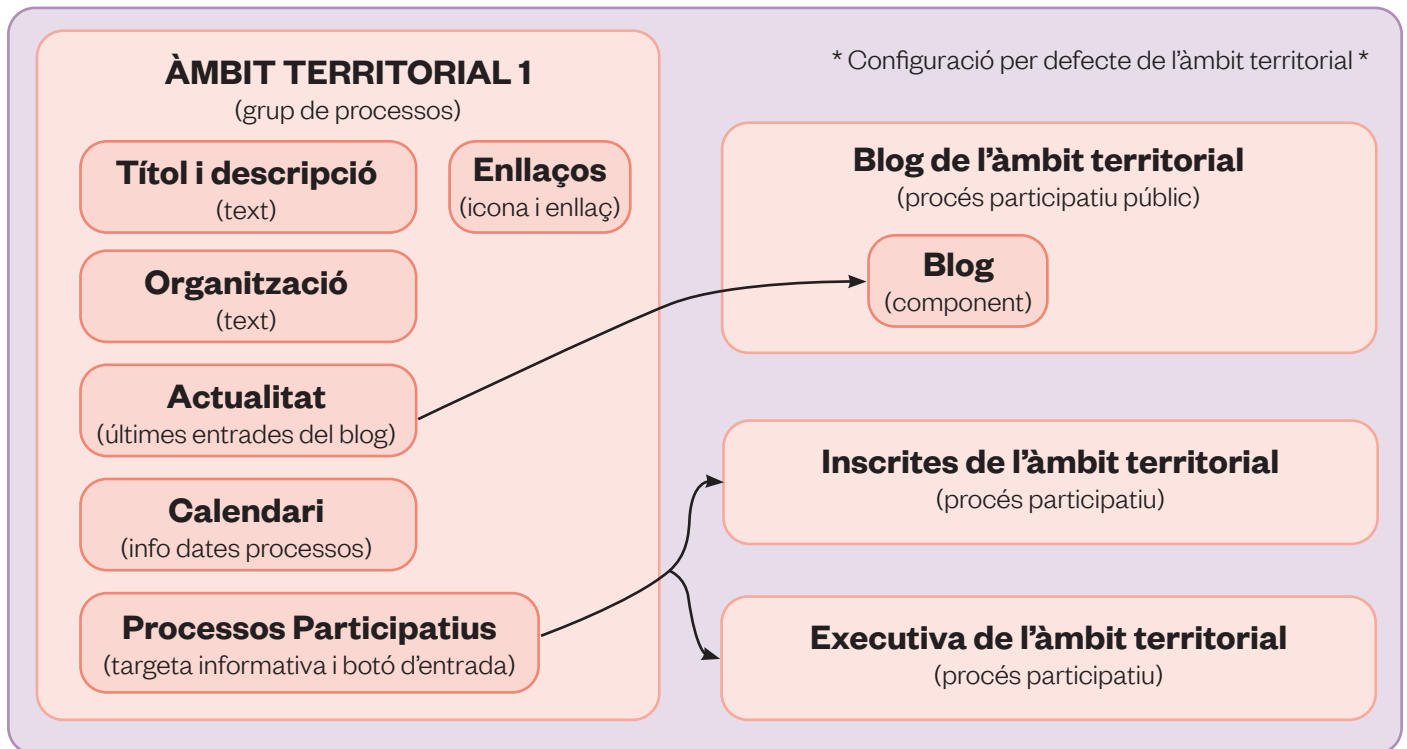 ÀMBIT TERRITORIAL 1
(grup de processos)
Títol i descripció
(text)
Enllaços
(icona i enllaç)
Organització
(text)
Actualitat
(últimes entrades del blog)
Calendari
(info dates processos)
Processos Participatius
(targeta informativa i botó d’entrada)
* Configuració per defecte de l’àmbit territorial *
Blog de l’àmbit territorial
(procés participatiu públic)
Blog
(component)
Inscrites de l’àmbit territorial
(procés participatiu)
Executiva de l’àmbit territorial
(procés participatiu)